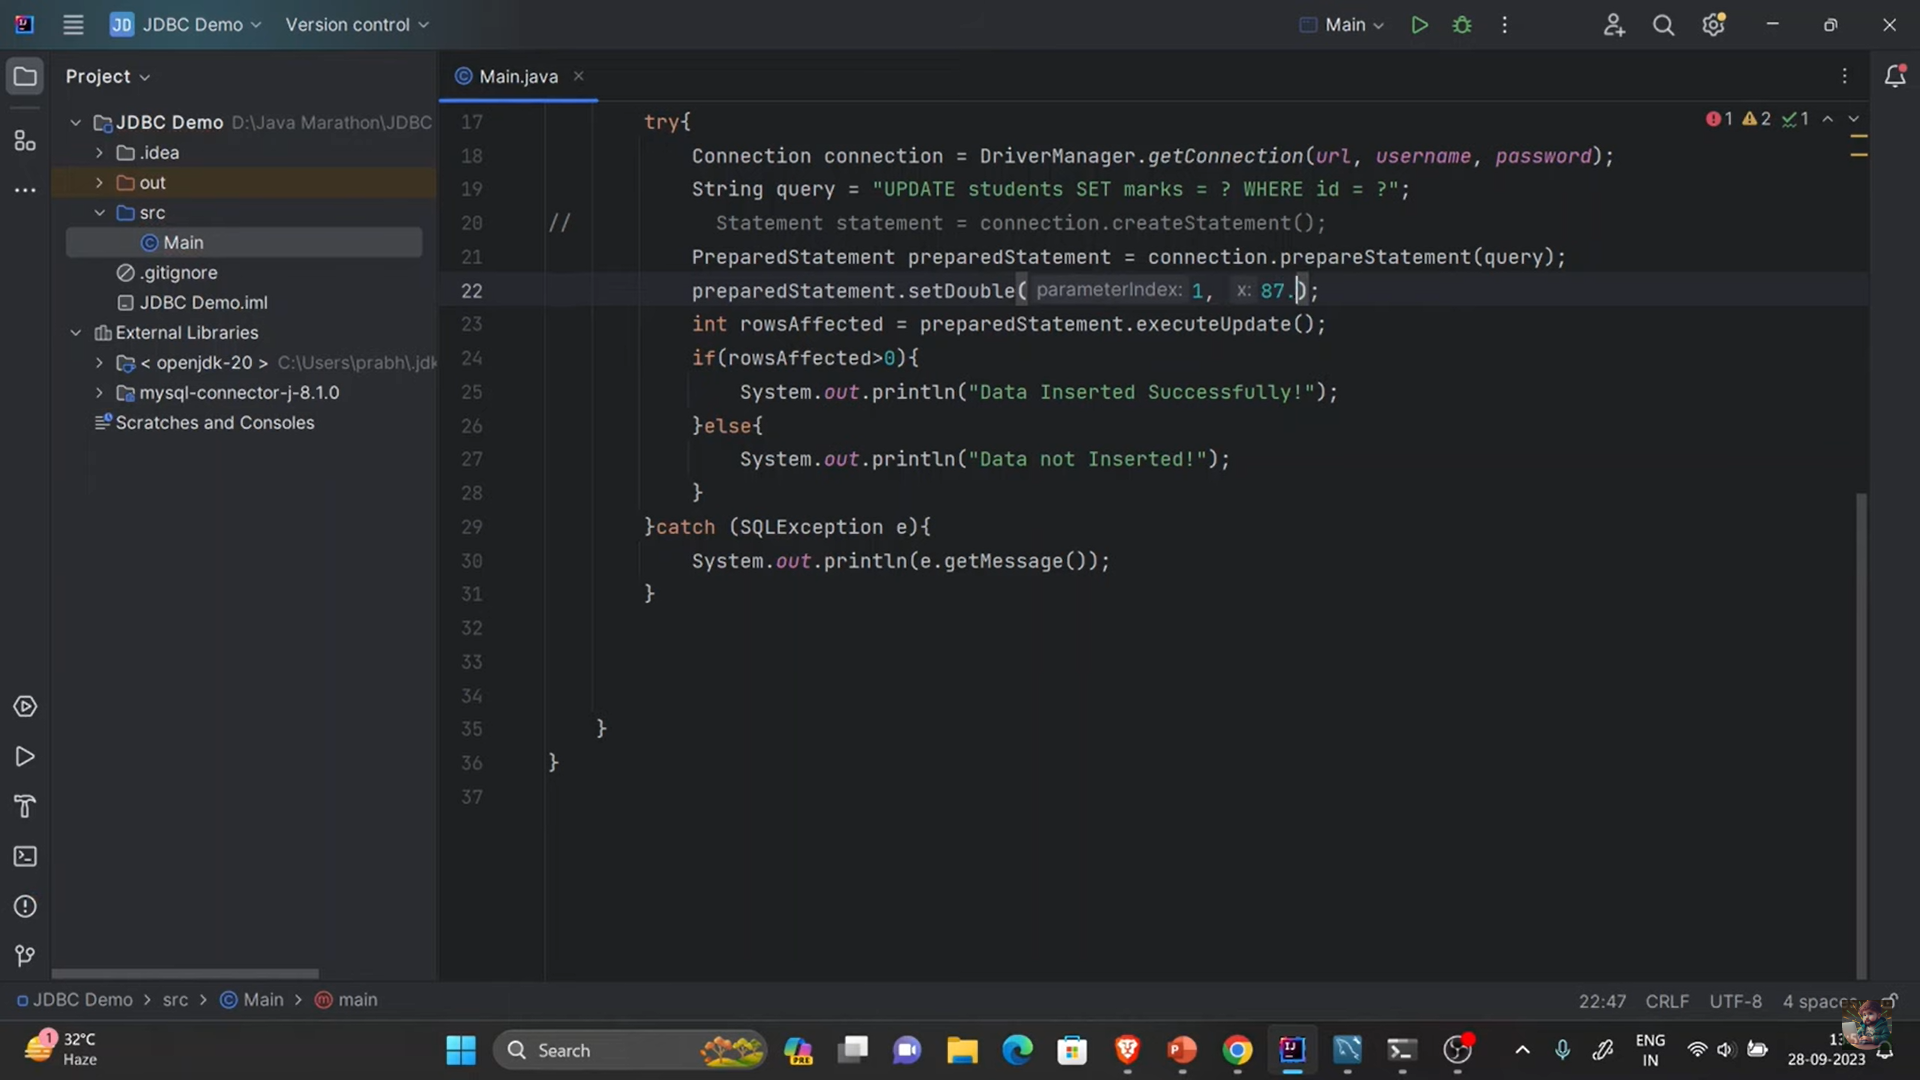 JD JDBC Demo Version control Main
Project
Main.java
JDBC Demo D:\Java Marathon\JDBC
.idea
out
src
Main
.gitignore
JDBC Demo.iml
External Libraries
< openjdk-20 > C:\Users\prabh\.jdk
mysql-connector-j-8.1.0
Scratches and Consoles
1 2 1
17 try{
18 Connection connection = DriverManager.getConnection(url, username, password);
19 String query = "UPDATE students SET marks = ? WHERE id = ?";
20 // Statement statement = connection.createStatement();
21 PreparedStatement preparedStatement = connection.prepareStatement(query);
22 preparedStatement.setDouble( parameterIndex: 1, x: 87.);
23 int rowsAffected = preparedStatement.executeUpdate();
24 if(rowsAffected>0){
25 System.out.println("Data Inserted Successfully!");
26 }else{
27 System.out.println("Data not Inserted!");
28 }
29 }catch (SQLException e){
30 System.out.println(e.getMessage());
31 }
32
33
34
35 }
36 }
37
JDBC Demo > src > Main > main
22:47 CRLF UTF-8 4 spaces
1 32°C
Haze
Search
PRE
ENG
IN
28-09-2023